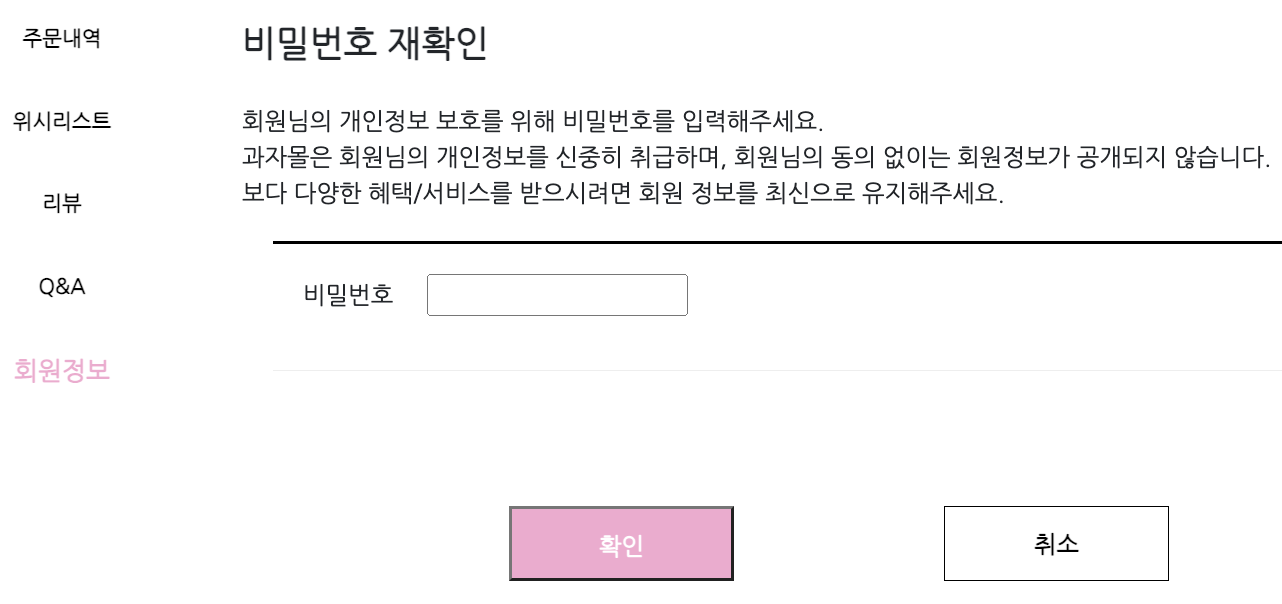 주문내역
위시리스트
리뷰
Q&A
회원정보
비밀번호 재확인
회원님의 개인정보 보호를 위해 비밀번호를 입력해주세요.
과자몰은 회원님의 개인정보를 신중히 취급하며, 회원님의 동의 없이는 회원정보가 공개되지 않습니다.
보다 다양한 혜택/서비스를 받으시려면 회원 정보를 최신으로 유지해주세요.
비밀번호
확인
취소